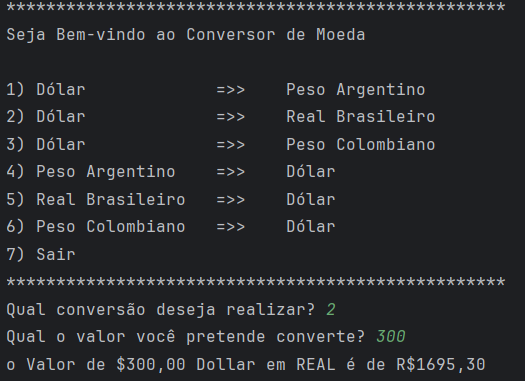 **************************************************
Seja Bem-vindo ao Conversor de Moeda
1) Dólar =>> Peso Argentino
2) Dólar =>> Real Brasileiro
3) Dólar =>> Peso Colombiano
4) Peso Argentino =>> Dólar
5) Real Brasileiro =>> Dólar
6) Peso Colombiano =>> Dólar
7) Sair
**************************************************
Qual conversão deseja realizar? 2
Qual o valor você pretende converte? 300
o Valor de $300,00 Dollar em REAL é de R$1695,30